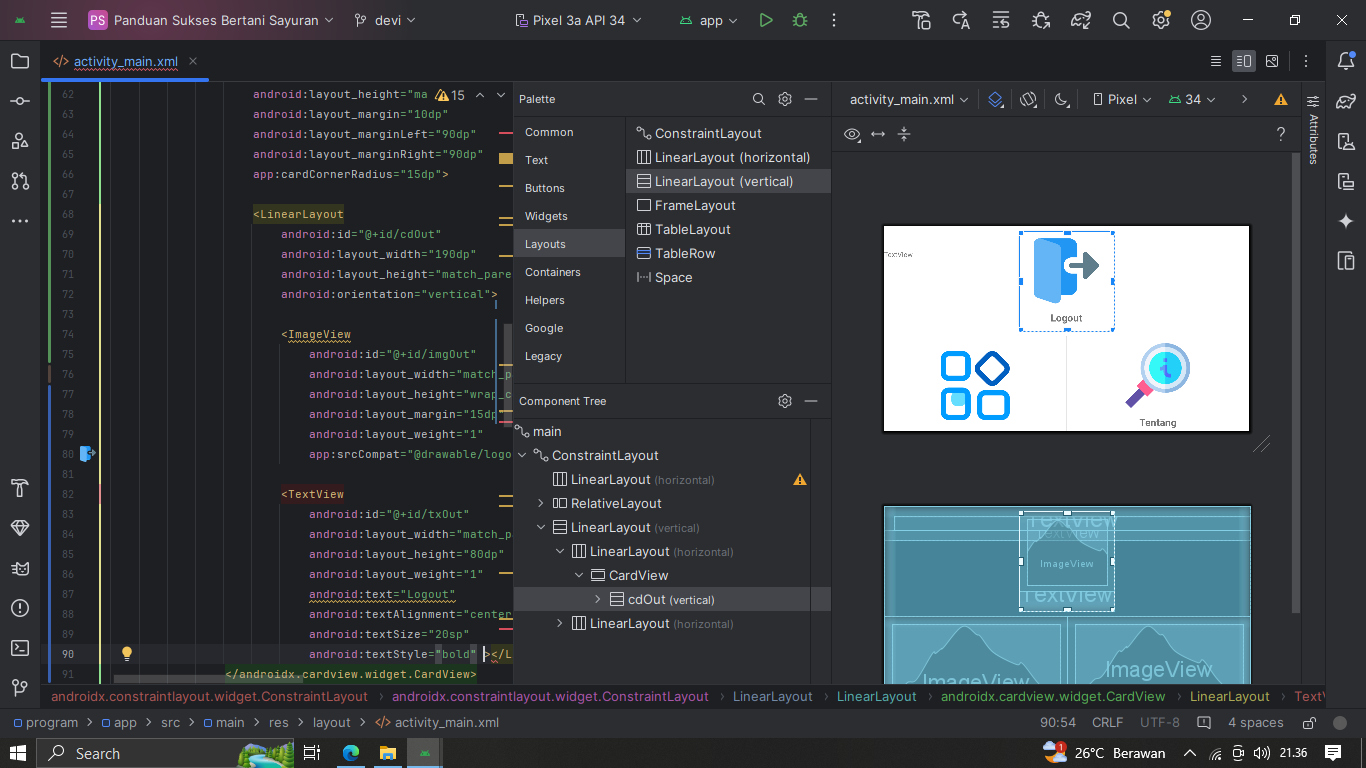 PS Panduan Sukses Bertani Sayuran devi Pixel 3a API 34 app
</> activity_main.xml
62 android:layout_height="ma 15
63 android:layout_margin="10dp"
64 android:layout_marginLeft="90dp"
65 android:layout_marginRight="90dp"
66 app:cardCornerRadius="15dp">
67
68 <LinearLayout
69 android:id="@+id/cdOut"
70 android:layout_width="190dp"
71 android:layout_height="match_pare
72 android:orientation="vertical">
73
74 <ImageView
75 android:id="@+id/imgOut"
76 android:layout_width="match_p
77 android:layout_height="wrap_c
78 android:layout_margin="15dp"
79 android:layout_weight="1"
80 app:srcCompat="@drawable/logo
81
82 <TextView
83 android:id="@+id/txOut"
84 android:layout_width="match_p
85 android:layout_height="80dp"
86 android:layout_weight="1"
87 android:text="Logout"
88 android:textAlignment="center
89 android:textSize="20sp"
90 android:textStyle="bold" ></L
91 </androidx.cardview.widget.CardView>
Palette
Common
Text
Buttons
Widgets
Layouts
Containers
Helpers
Google
Legacy
ConstraintLayout
LinearLayout (horizontal)
LinearLayout (vertical)
FrameLayout
TableLayout
TableRow
Space
Component Tree
main
ConstraintLayout
LinearLayout (horizontal)
RelativeLayout
LinearLayout (vertical)
LinearLayout (horizontal)
CardView
cdOut (vertical)
LinearLayout (horizontal)
activity_main.xml Pixel 34
?
Attributes
TextView
Logout
Tentang
TextView
TextView
ImageView
TextView
ImageView
ImageView
androidx.constraintlayout.widget.ConstraintLayout > androidx.constraintlayout.widget.ConstraintLayout > LinearLayout > LinearLayout > androidx.cardview.widget.CardView > LinearLayout > TextV
program > app > src > main > res > layout > </> activity_main.xml 90:54 CRLF UTF-8 4 spaces
Search 1 26°C Berawan 21.36